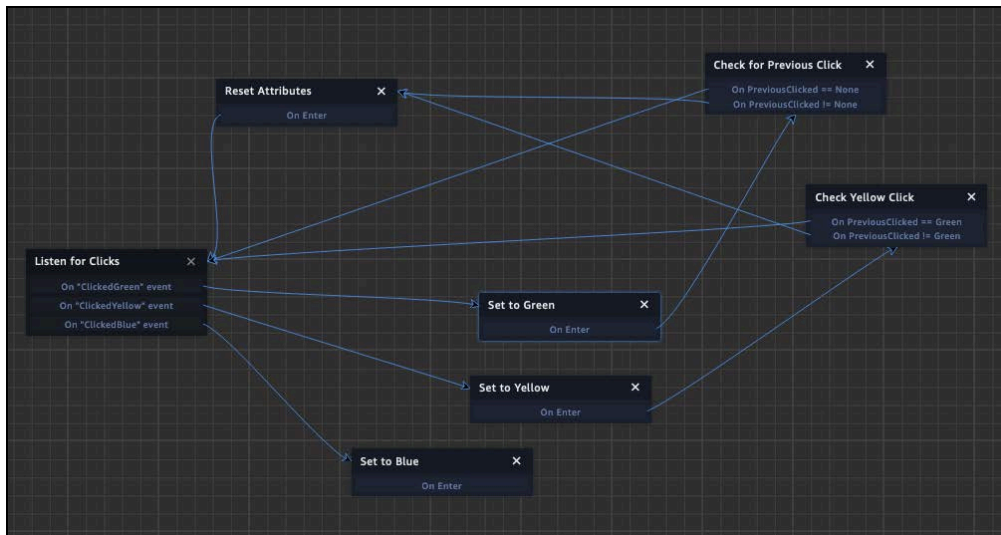 Check for Previous Click
On PreviousClicked == None
On PreviousClicked != None
Reset Attributes
On Enter
Check Yellow Click
On PreviousClicked == Green
On PreviousClicked != Green
Listen for Clicks
On "ClickedGreen" event
On "ClickedYellow" event
On "ClickedBlue" event
Set to Green
On Enter
Set to Yellow
On Enter
Set to Blue
On Enter